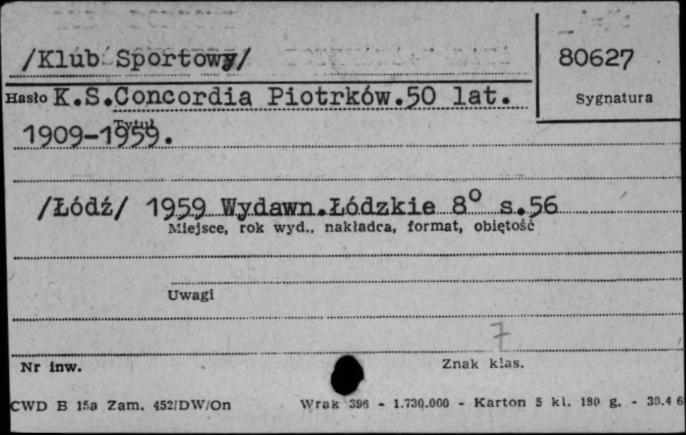 /Klub Sportowy/
80627
Hasło K.S.Concordia Piotrków.50 lat.
Sygnatura
Tytuł
1909-1959.
/Łódź/ 1959 Wydawn.Łódzkie 8° s.56
Miejsce, rok wyd., nakładca, format, objętość
Uwagi
7
Nr inw.
Znak klas.
CWD B 15a Zam. 452/DW/On Wrak 396 - 1.730.000 - Karton 5 kl. 180 g. - 30.4 6